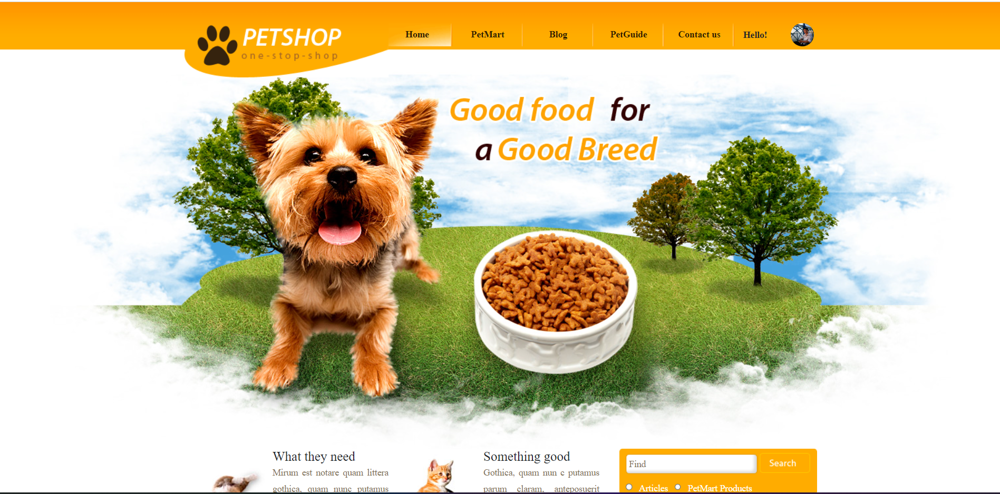 PETSHOP
one-stop-shop
Home PetMart Blog PetGuide Contact us Hello!
Good food for
a Good Breed
What they need
Mirum est notare quam littera
gothica, quam nunc putamus
Something good
Gothica, quam nun c putamus
parum claram, anteposuerit
Find Search
Articles PetMart Products